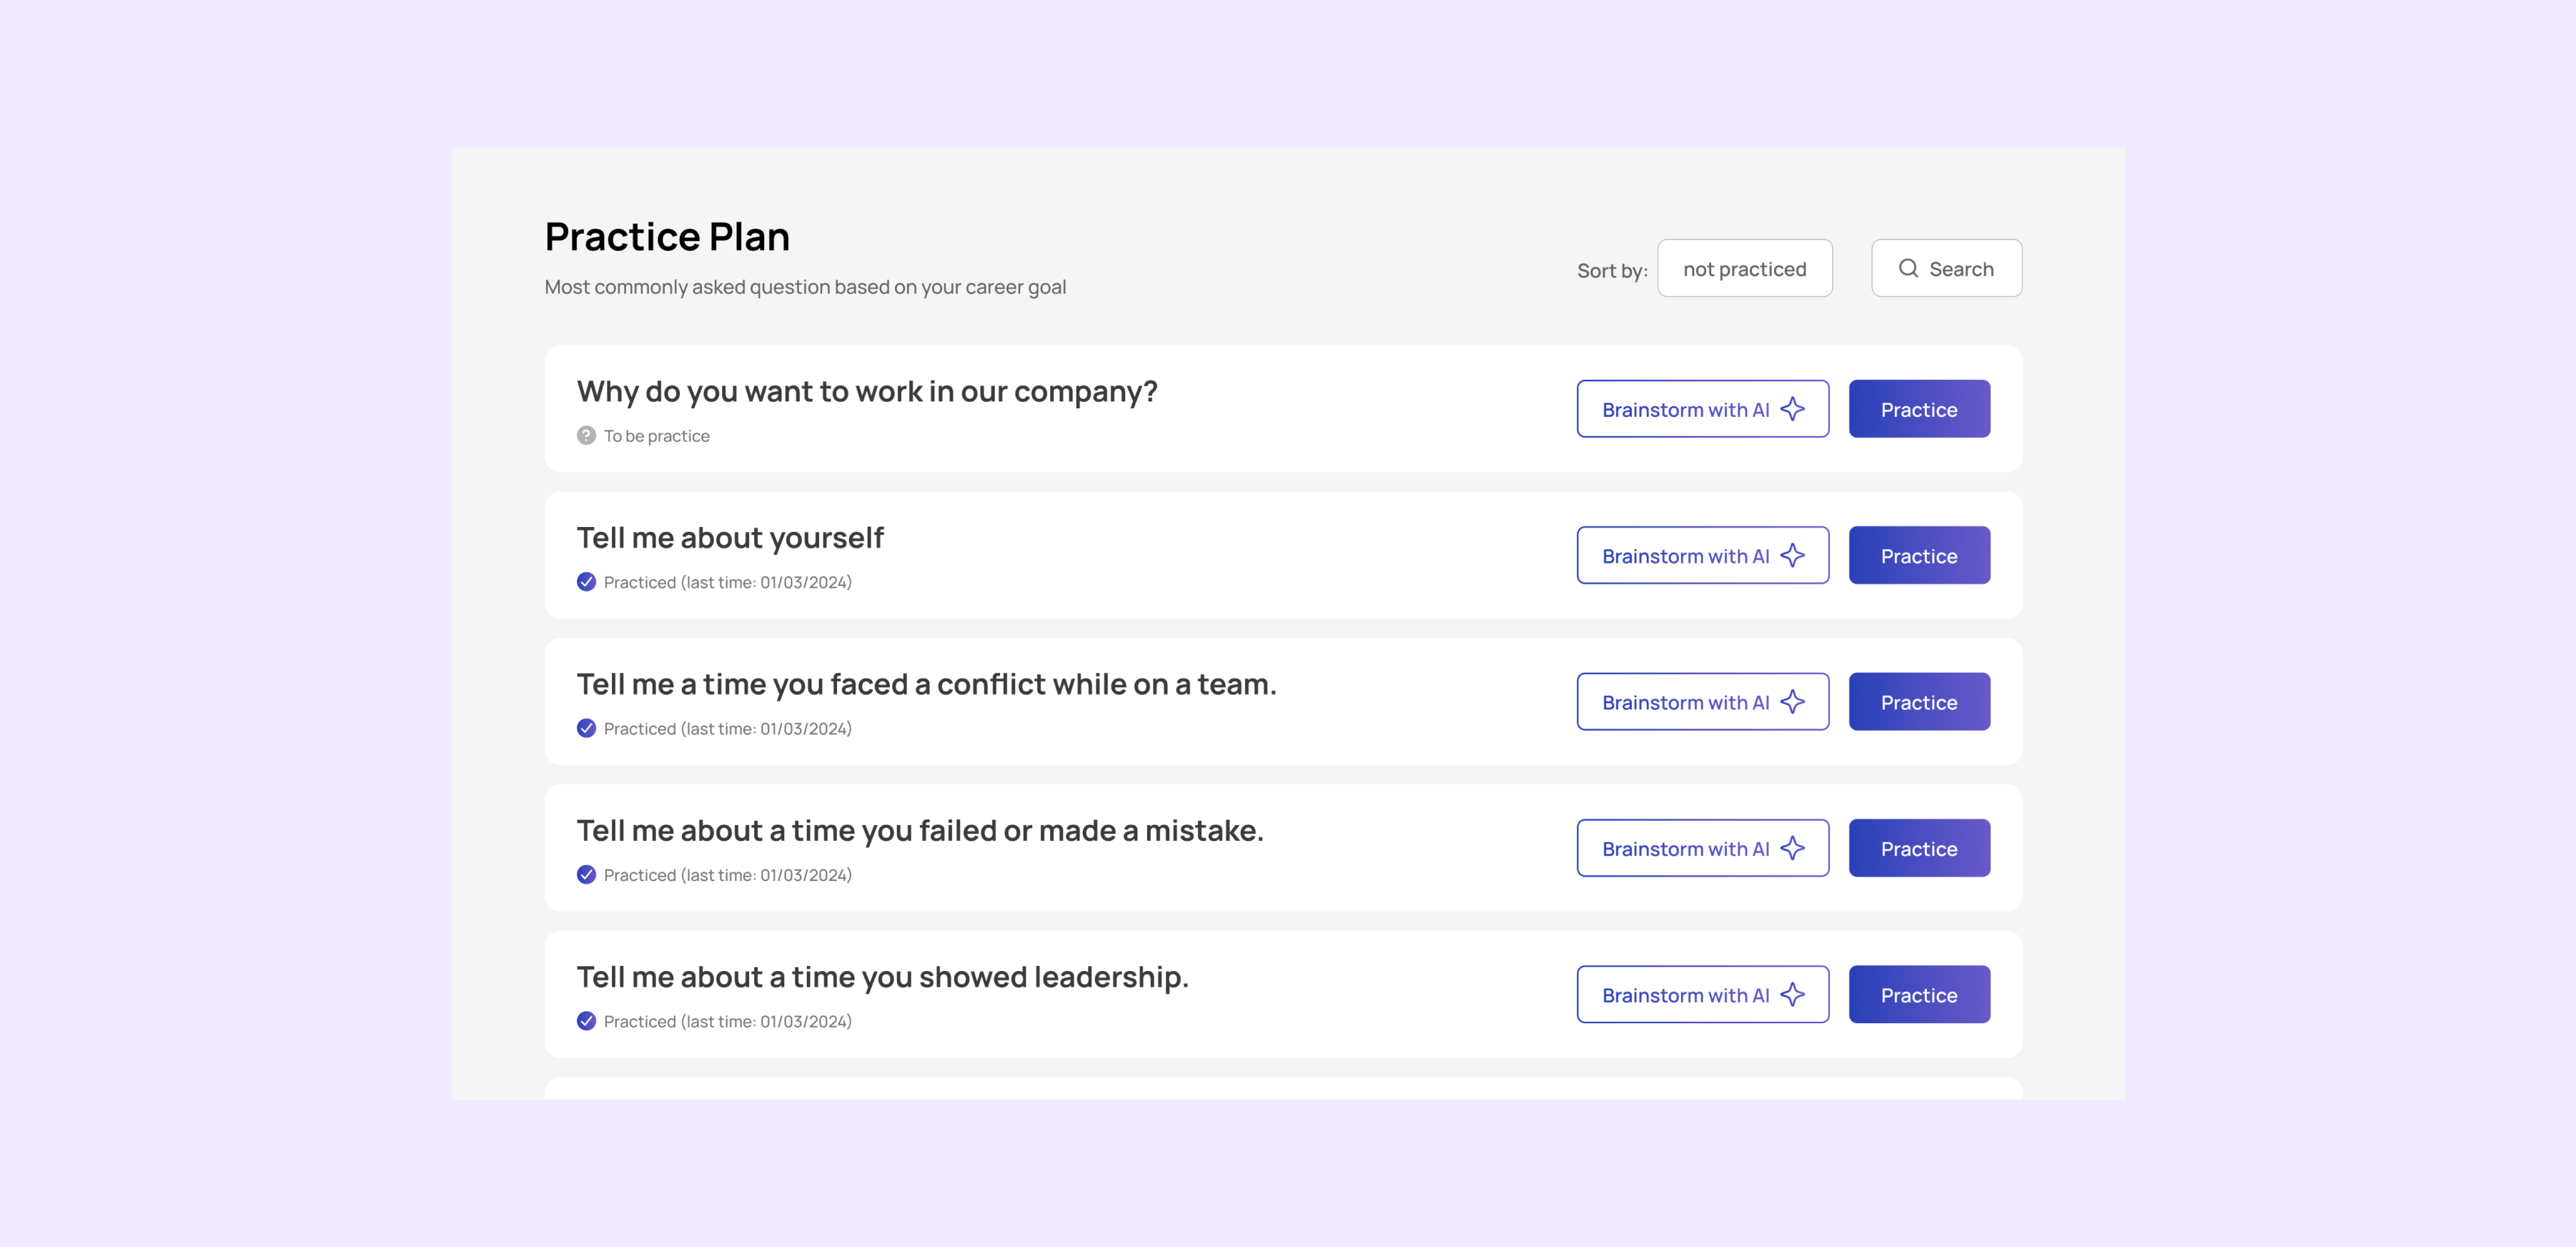 Practice Plan
Most commonly asked question based on your career goal
Sort by: not practiced Search
Why do you want to work in our company?
To be practice
Brainstorm with AI Practice
Tell me about yourself
Practiced (last time: 01/03/2024)
Brainstorm with AI Practice
Tell me a time you faced a conflict while on a team.
Practiced (last time: 01/03/2024)
Brainstorm with AI Practice
Tell me about a time you failed or made a mistake.
Practiced (last time: 01/03/2024)
Brainstorm with AI Practice
Tell me about a time you showed leadership.
Practiced (last time: 01/03/2024)
Brainstorm with AI Practice